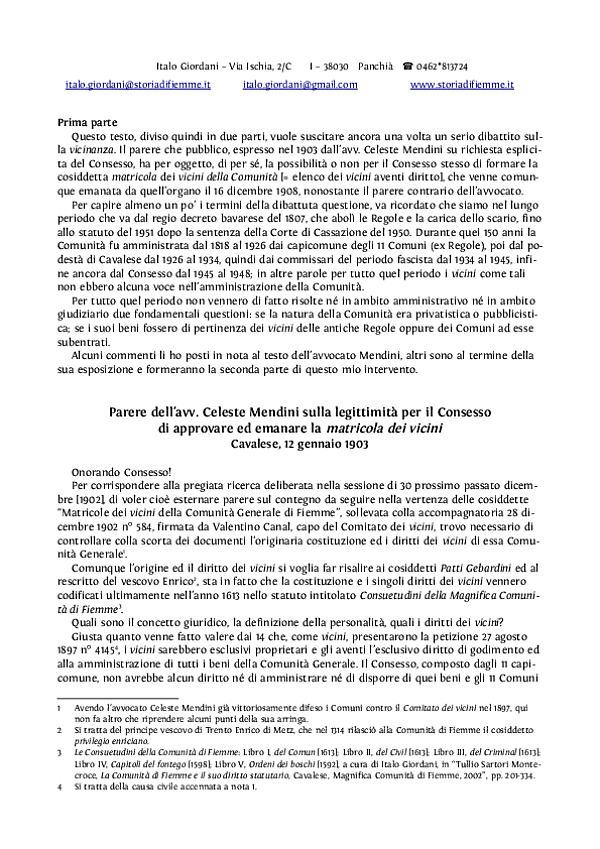 Italo Giordani – Via Ischia, 2/C I – 38030 Panchià ☎ 0462*813724
italo.giordani@storiadifiemme.it italo.giordani@gmail.com www.storiadifiemme.it
Prima parte
Questo testo, diviso quindi in due parti, vuole suscitare ancora una volta un serio dibattito sul-
la vicinanza. Il parere che pubblico, espresso nel 1903 dall'avv. Celeste Mendini su richiesta esplici-
ta del Consesso, ha per oggetto, di per sé, la possibilità o non per il Consesso stesso di formare la
cosiddetta matricola dei vicini della Comunità [= elenco dei vicini aventi diritto], che venne comun-
que emanata da quell'organo il 16 dicembre 1908, nonostante il parere contrario dell'avvocato.
Per capire almeno un po' i termini della dibattuta questione, va ricordato che siamo nel lungo
periodo che va dal regio decreto bavarese del 1807, che abolì le Regole e la carica dello scario, fino
allo statuto del 1951 dopo la sentenza della Corte di Cassazione del 1950. Durante quei 150 anni la
Comunità fu amministrata dal 1818 al 1926 dai capicomune degli 11 Comuni (ex Regole), poi dal po-
destà di Cavalese dal 1926 al 1934, quindi dai commissari del periodo fascista dal 1934 al 1945, infi-
ne ancora dal Consesso dal 1945 al 1948; in altre parole per tutto quel periodo i vicini come tali
non ebbero alcuna voce nell'amministrazione della Comunità.
Per tutto quel periodo non vennero di fatto risolte né in ambito amministrativo né in ambito
giudiziario due fondamentali questioni: se la natura della Comunità era privatistica o pubblicisti-
ca; se i suoi beni fossero di pertinenza dei vicini delle antiche Regole oppure dei Comuni ad esse
subentrati.
Alcuni commenti li ho posti in nota al testo dell'avvocato Mendini, altri sono al termine della
sua esposizione e formeranno la seconda parte di questo mio intervento.
Parere dell'avv. Celeste Mendini sulla legittimità per il Consesso
di approvare ed emanare la matricola dei vicini
Cavalese, 12 gennaio 1903
Onorando Consesso!
Per corrispondere alla pregiata ricerca deliberata nella sessione di 30 prossimo passato dicem-
bre [1902], di voler cioè esternare parere sul contegno da seguire nella vertenza delle cosiddette
"Matricole dei vicini della Comunità Generale di Fiemme", sollevata colla accompagnatoria 28 di-
cembre 1902 n° 584, firmata da Valentino Canal, capo del Comitato dei vicini, trovo necessario di
controllare colla scorta dei documenti l'originaria costituzione ed i diritti dei vicini di essa Comu-
nità Generale1.
Comunque l'origine ed il diritto dei vicini si voglia far risalire ai cosiddetti Patti Gebardini ed al
rescritto del vescovo Enrico2, sta in fatto che la costituzione e i singoli diritti dei vicini vennero
codificati ultimamente nell'anno 1613 nello statuto intitolato Consuetudini della Magnifica Comuni-
tà di Fiemme3.
Quali sono il concetto giuridico, la definizione della personalità, quali i diritti dei vicini?
Giusta quanto venne fatto valere dai 14 che, come vicini, presentarono la petizione 27 agosto
1897 n° 41454, i vicini sarebbero esclusivi proprietari e gli aventi l'esclusivo diritto di godimento ed
alla amministrazione di tutti i beni della Comunità Generale. Il Consesso, composto dagli 11 capi-
comune, non avrebbe alcun diritto né di amministrare né di disporre di quei beni e gli 11 Comuni
1 Avendo l'avvocato Celeste Mendini già vittoriosamente difeso i Comuni contro il Comitato dei vicini nel 1897, qui
non fa altro che riprendere alcuni punti della sua arringa.
2 Si tratta del principe vescovo di Trento Enrico di Metz, che nel 1314 rilasciò alla Comunità di Fiemme il cosiddetto
privilegio enriciano.
3 Le Consuetudini della Comunità di Fiemme: Libro I, del Comun [1613]; Libro II, del Civil [1613]; Libro III, del Criminal [1613];
Libro IV, Capitoli del fontego [1598]; Libro V, Ordeni dei boschi [1592], a cura di Italo Giordani, in "Tullio Sartori Monte-
croce, La Comunità di Fiemme e il suo diritto statutario, Cavalese, Magnifica Comunità di Fiemme, 2002", pp. 201-334.
4 Si tratta della causa civile accennata a nota 1.